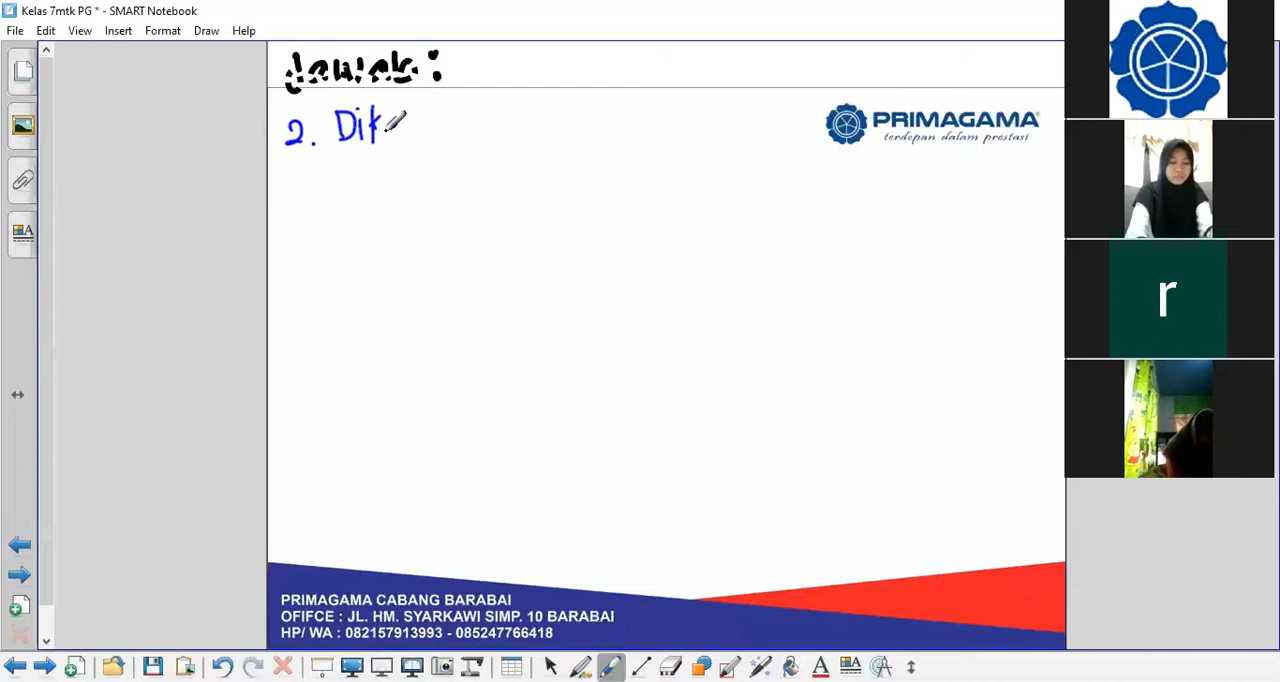 Kelas 7mtk PG * - SMART Notebook
File Edit View Insert Format Draw Help
Jawab :
2. Dik
PRIMAGAMA
terdepan dalam prestasi
r
PRIMAGAMA CABANG BARABAI
OFIFCE : JL. HM. SYARKAWI SIMP. 10 BARABAI
HP/ WA : 082157913993 - 085247766418